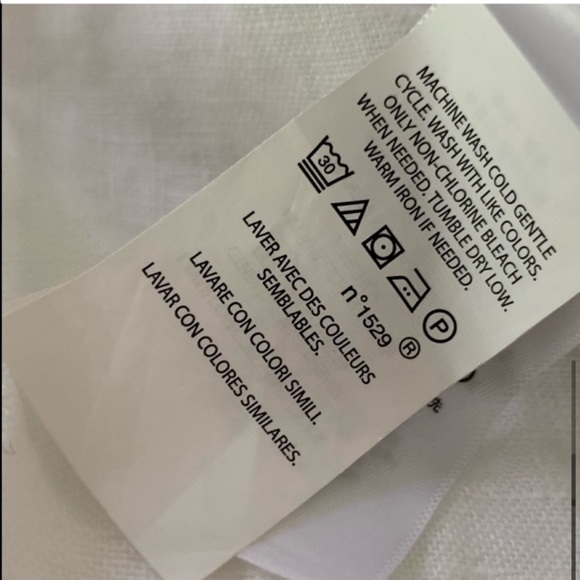 MACHINE WASH COLD GENTLE
CYCLE. WASH WITH LIKE COLORS.
ONLY NON-CHLORINE BLEACH
WHEN NEEDED. TUMBLE DRY LOW.
WARM IRON IF NEEDED.
30
P
n°1529 ®
LAVER AVEC DES COULEURS
SEMBLABLES.
LAVARE CON COLORI SIMILI.
LAVAR CON COLORES SIMILARES.